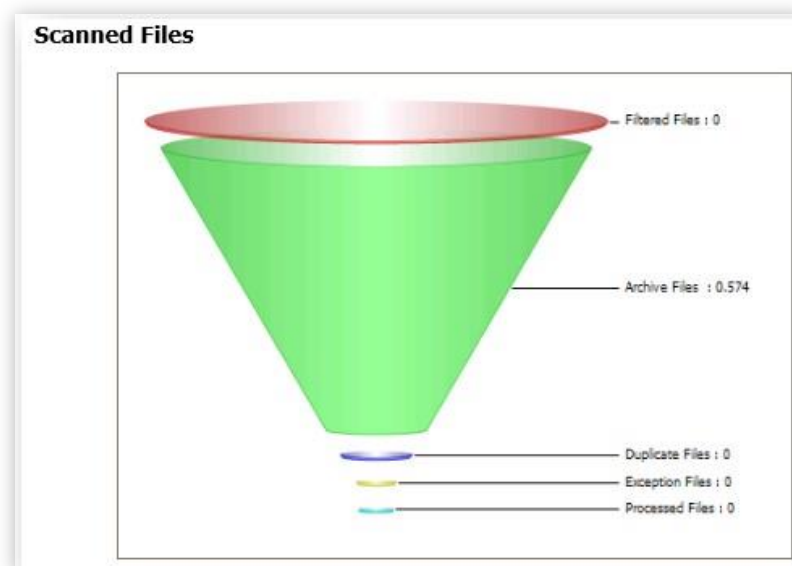 Scanned Files
Filtered Files : 0
Archive Files : 0.574
Duplicate Files : 0
Exception Files : 0
Processed Files : 0